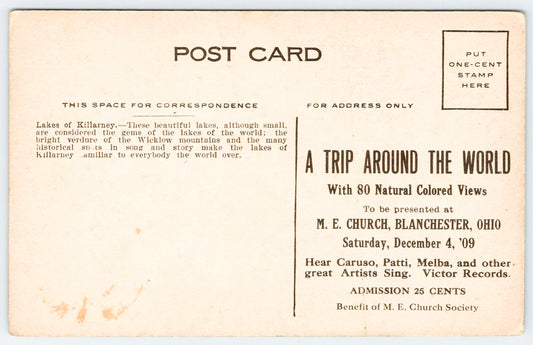 POST CARD
PUT
ONE-CENT
STAMP
HERE
THIS SPACE FOR CORRESPONDENCE
FOR ADDRESS ONLY
Lakes of Killarney.—These beautiful lakes, although small,
are considered the gems of the lakes of the world; the
bright verdure of the Wicklow mountains and the many
historical in song and story make the lakes of
Killarney amiliar to everybody the world over.
A TRIP AROUND THE WORLD
With 80 Natural Colored Views
To be presented at
M. E. CHURCH, BLANCHESTER, OHIO
Saturday, December 4, '09
Hear Caruso, Patti, Melba, and other
great Artists Sing. Victor Records.
ADMISSION 25 CENTS
Benefit of M. E. Church Society